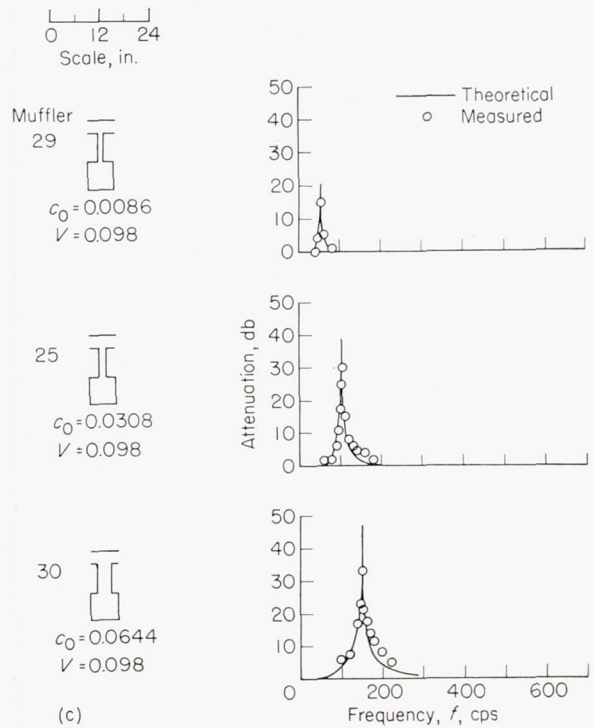 0 12 24
Scale, in.
Muffler
29
c₀=0.0086
V=0.098
50
40
30
20
10
0
Theoretical
Measured
25
c₀=0.0308
V=0.098
50
40
30
20
10
0
Attenuation, db
30
c₀=0.0644
V=0.098
50
40
30
20
10
0 200 400 600
Frequency, f, cps
(c)